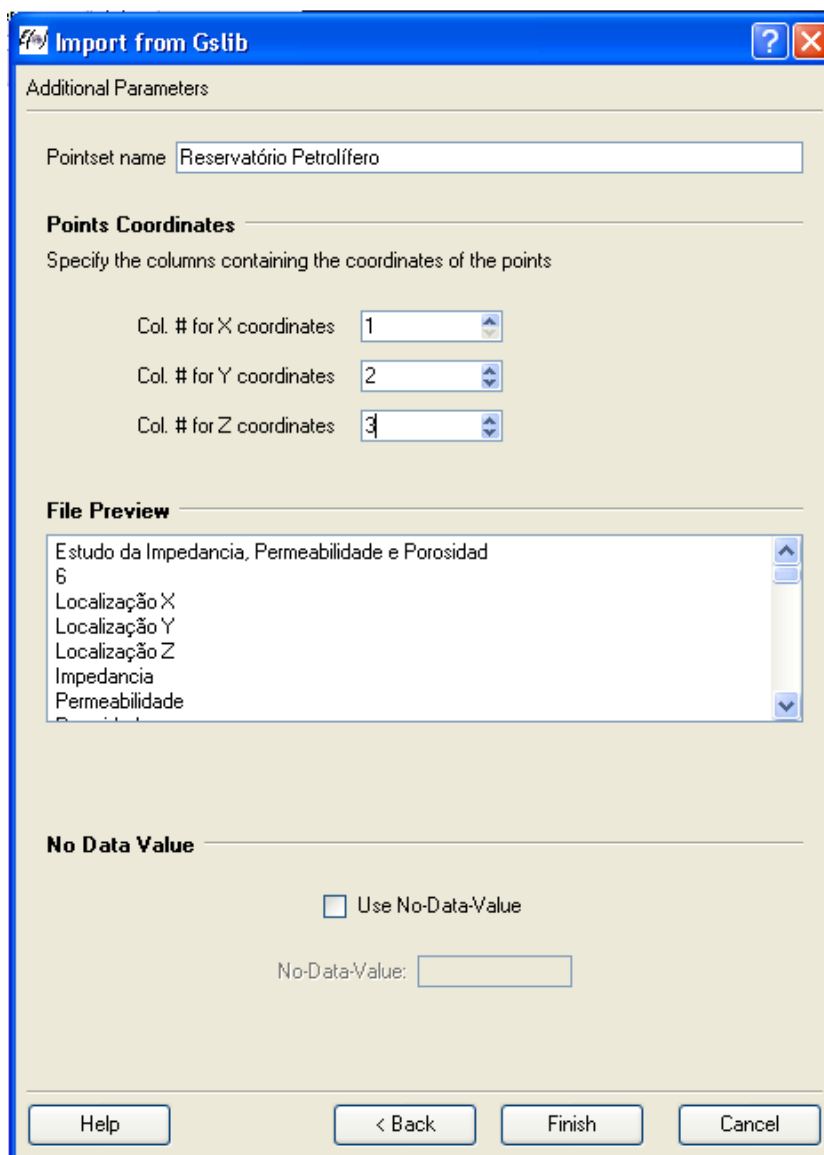 Import from Gslib
Additional Parameters
Pointset name Reservatório Petrolífero
Points Coordinates
Specify the columns containing the coordinates of the points
Col. # for X coordinates 1
Col. # for Y coordinates 2
Col. # for Z coordinates 3
File Preview
Estudo da Impedancia, Permeabilidade e Porosidad
6
Localização X
Localização Y
Localização Z
Impedancia
Permeabilidade
No Data Value
Use No-Data-Value
No-Data-Value:
Help < Back Finish Cancel